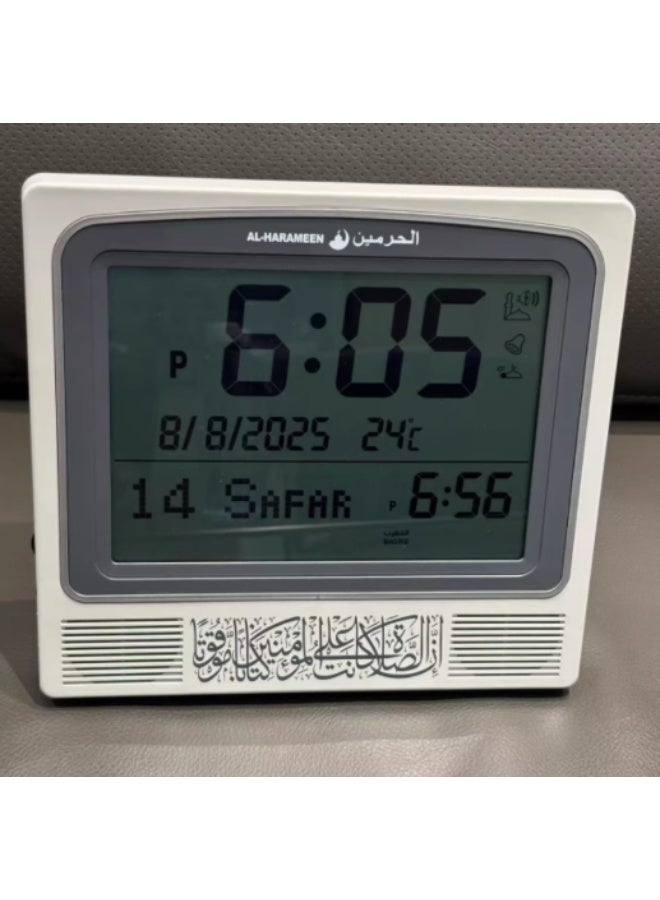 AL-HARAMEEN الحرمين
P 6:05
8/8/2025 24°C
14 SAFAR P 6:56
المغرب
إن الصلاة كانت على المؤمنين كتابا موقوتا